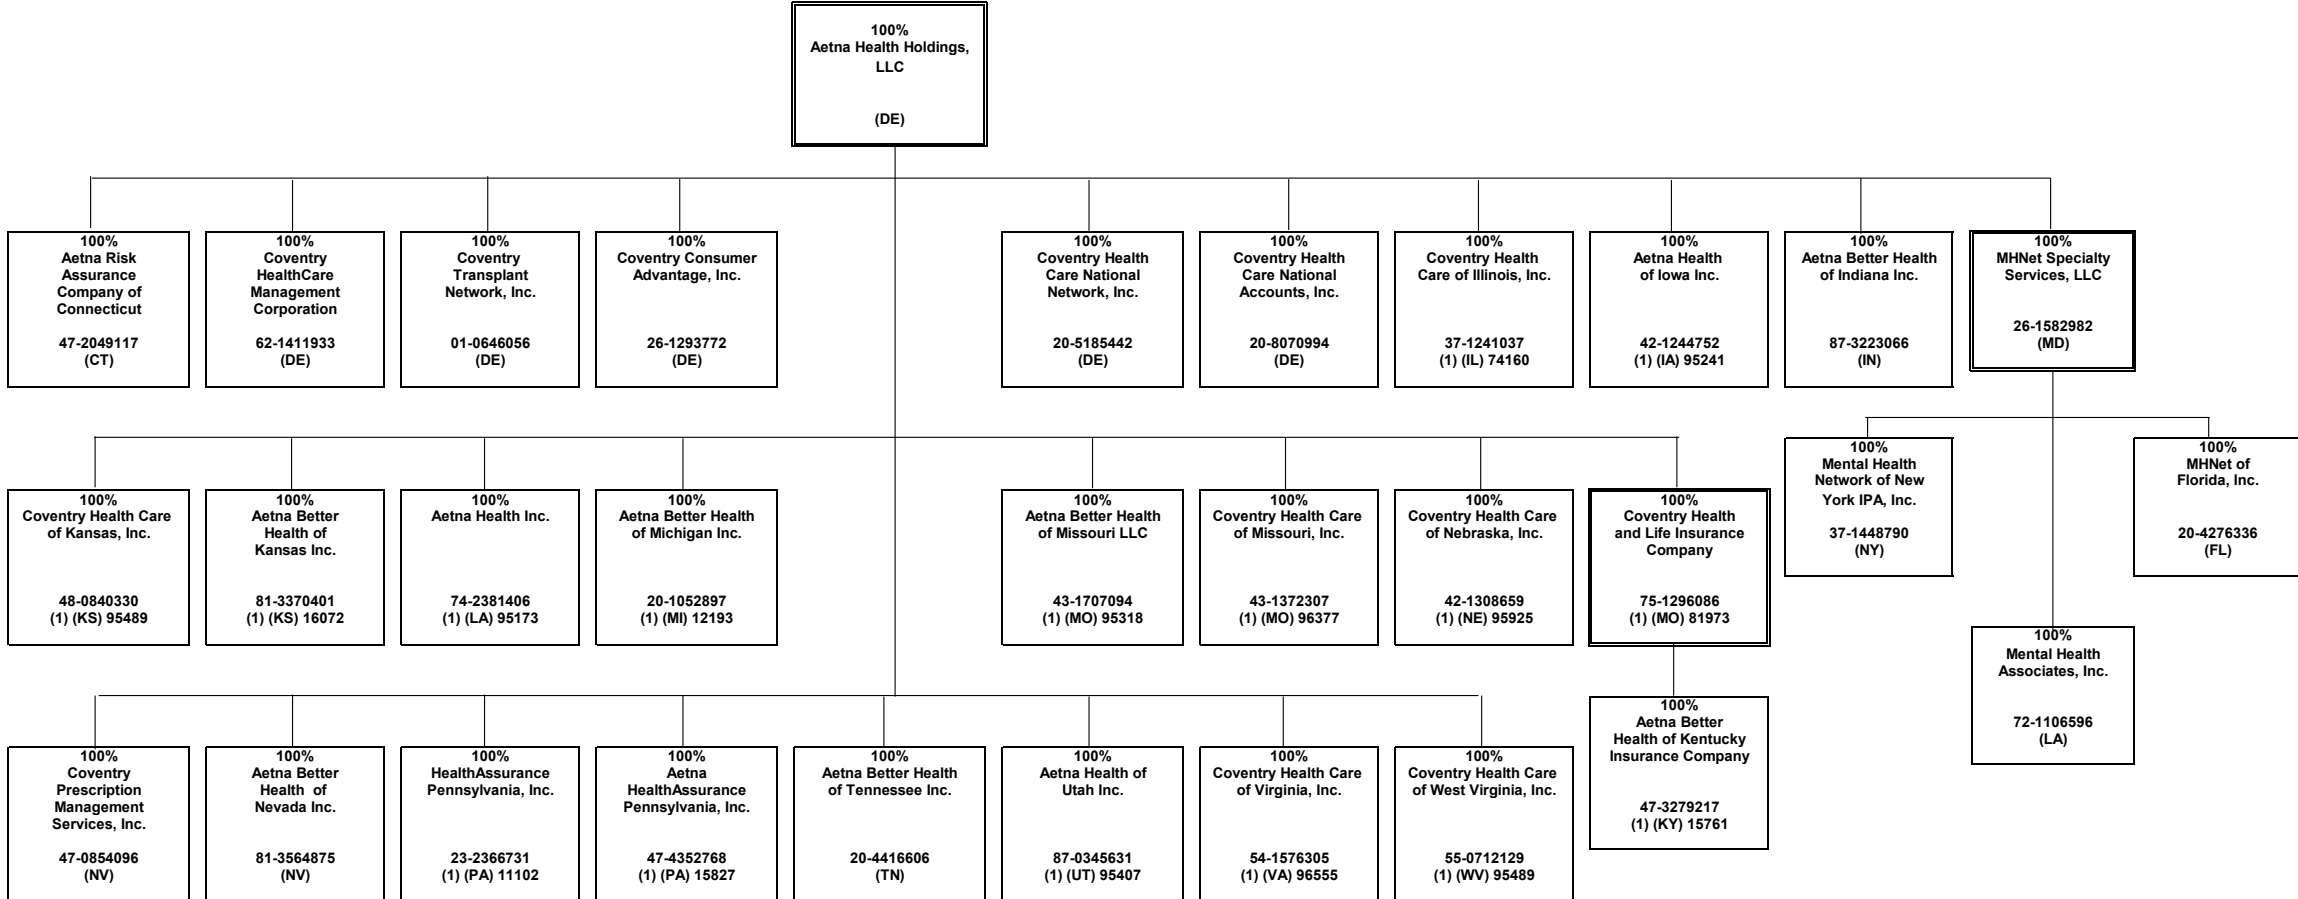 100%
Aetna Health Holdings,
LLC
(DE)
100%
Aetna Risk
Assurance
Company of
Connecticut
47-2049117
(CT)
100%
Coventry
HealthCare
Management
Corporation
62-1411933
(DE)
100%
Coventry
Transplant
Network, Inc.
01-0646056
(DE)
100%
Coventry Consumer
Advantage, Inc.
26-1293772
(DE)
100%
Coventry Health
Care National
Network, Inc.
20-5185442
(DE)
100%
Coventry Health
Care National
Accounts, Inc.
20-8070994
(DE)
100%
Coventry Health
Care of Illinois, Inc.
37-1241037
(1) (IL) 74160
100%
Aetna Health
of Iowa Inc.
42-1244752
(1) (IA) 95241
100%
Aetna Better Health
of Indiana Inc.
87-3223066
(IN)
100%
MHNet Specialty
Services, LLC
26-1582982
(MD)
100%
Coventry Health Care
of Kansas, Inc.
48-0840330
(1) (KS) 95489
100%
Aetna Better
Health of
Kansas Inc.
81-3370401
(1) (KS) 16072
100%
Aetna Health Inc.
74-2381406
(1) (LA) 95173
100%
Aetna Better Health
of Michigan Inc.
20-1052897
(1) (MI) 12193
100%
Aetna Better Health
of Missouri LLC
43-1707094
(1) (MO) 95318
100%
Coventry Health Care
of Missouri, Inc.
43-1372307
(1) (MO) 96377
100%
Coventry Health Care
of Nebraska, Inc.
42-1308659
(1) (NE) 95925
100%
Coventry Health
and Life Insurance
Company
75-1296086
(1) (MO) 81973
100%
Mental Health
Network of New
York IPA, Inc.
37-1448790
(NY)
100%
MHNet of
Florida, Inc.
20-4276336
(FL)
100%
Mental Health
Associates, Inc.
72-1106596
(LA)
100%
Aetna Better
Health of Kentucky
Insurance Company
47-3279217
(1) (KY) 15761
100%
Coventry
Prescription
Management
Services, Inc.
47-0854096
(NV)
100%
Aetna Better
Health of
Nevada Inc.
81-3564875
(NV)
100%
HealthAssurance
Pennsylvania, Inc.
23-2366731
(1) (PA) 11102
100%
Aetna
HealthAssurance
Pennsylvania, Inc.
47-4352768
(1) (PA) 15827
100%
Aetna Better Health
of Tennessee Inc.
20-4416606
(TN)
100%
Aetna Health of
Utah Inc.
87-0345631
(1) (UT) 95407
100%
Coventry Health Care
of Virginia, Inc.
54-1576305
(1) (VA) 96555
100%
Coventry Health Care
of West Virginia, Inc.
55-0712129
(1) (WV) 95489